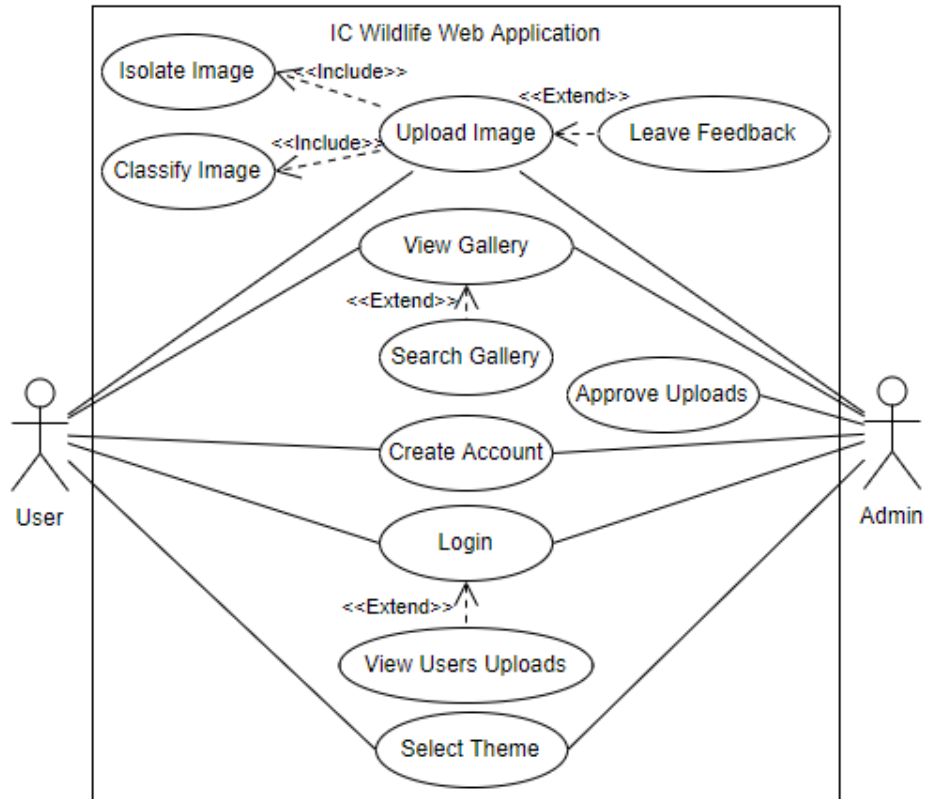 IC Wildlife Web Application
Isolate Image
<<Include>>
<<Extend>>
Upload Image
Leave Feedback
<<Include>>
Classify Image
View Gallery
<<Extend>>
Search Gallery
Approve Uploads
Create Account
User
Admin
Login
<<Extend>>
View Users Uploads
Select Theme